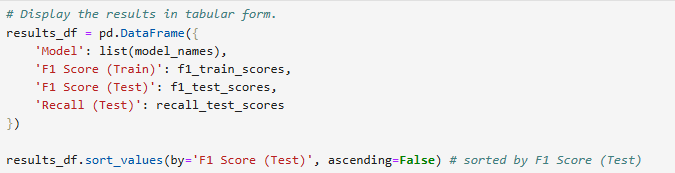 # Display the results in tabular form.
results_df = pd.DataFrame({
    'Model': list(model_names),
    'F1 Score (Train)': f1_train_scores,
    'F1 Score (Test)': f1_test_scores,
    'Recall (Test)': recall_test_scores
})
results_df.sort_values(by='F1 Score (Test)', ascending=False) # sorted by F1 Score (Test)